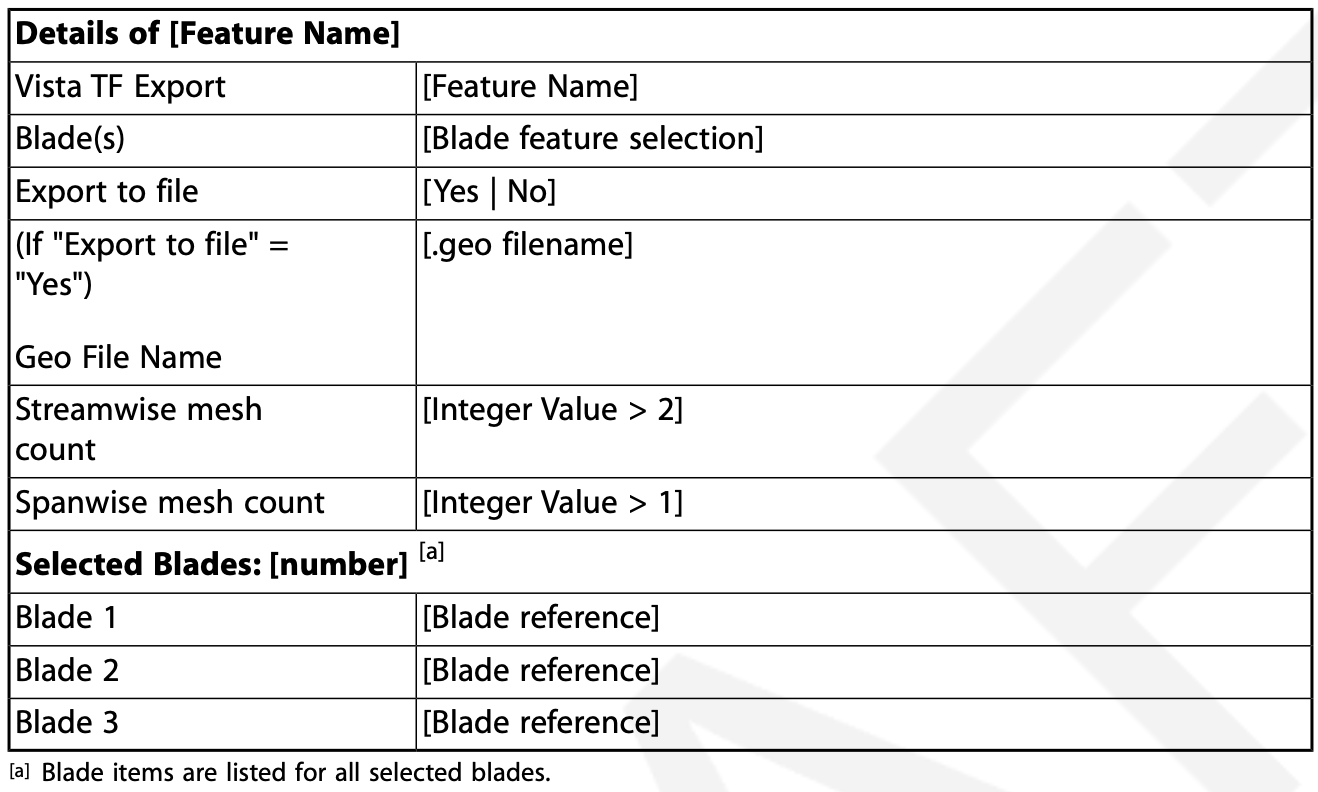 Details of [Feature Name]
Vista TF Export [Feature Name]
Blade(s) [Blade feature selection]
Export to file [Yes | No]
(If "Export to file" = [.geo filename]
"Yes")
Geo File Name
Streamwise mesh [Integer Value > 2]
count
Spanwise mesh count [Integer Value > 1]
Selected Blades: [number] [a]
Blade 1 [Blade reference]
Blade 2 [Blade reference]
Blade 3 [Blade reference]
[a] Blade items are listed for all selected blades.